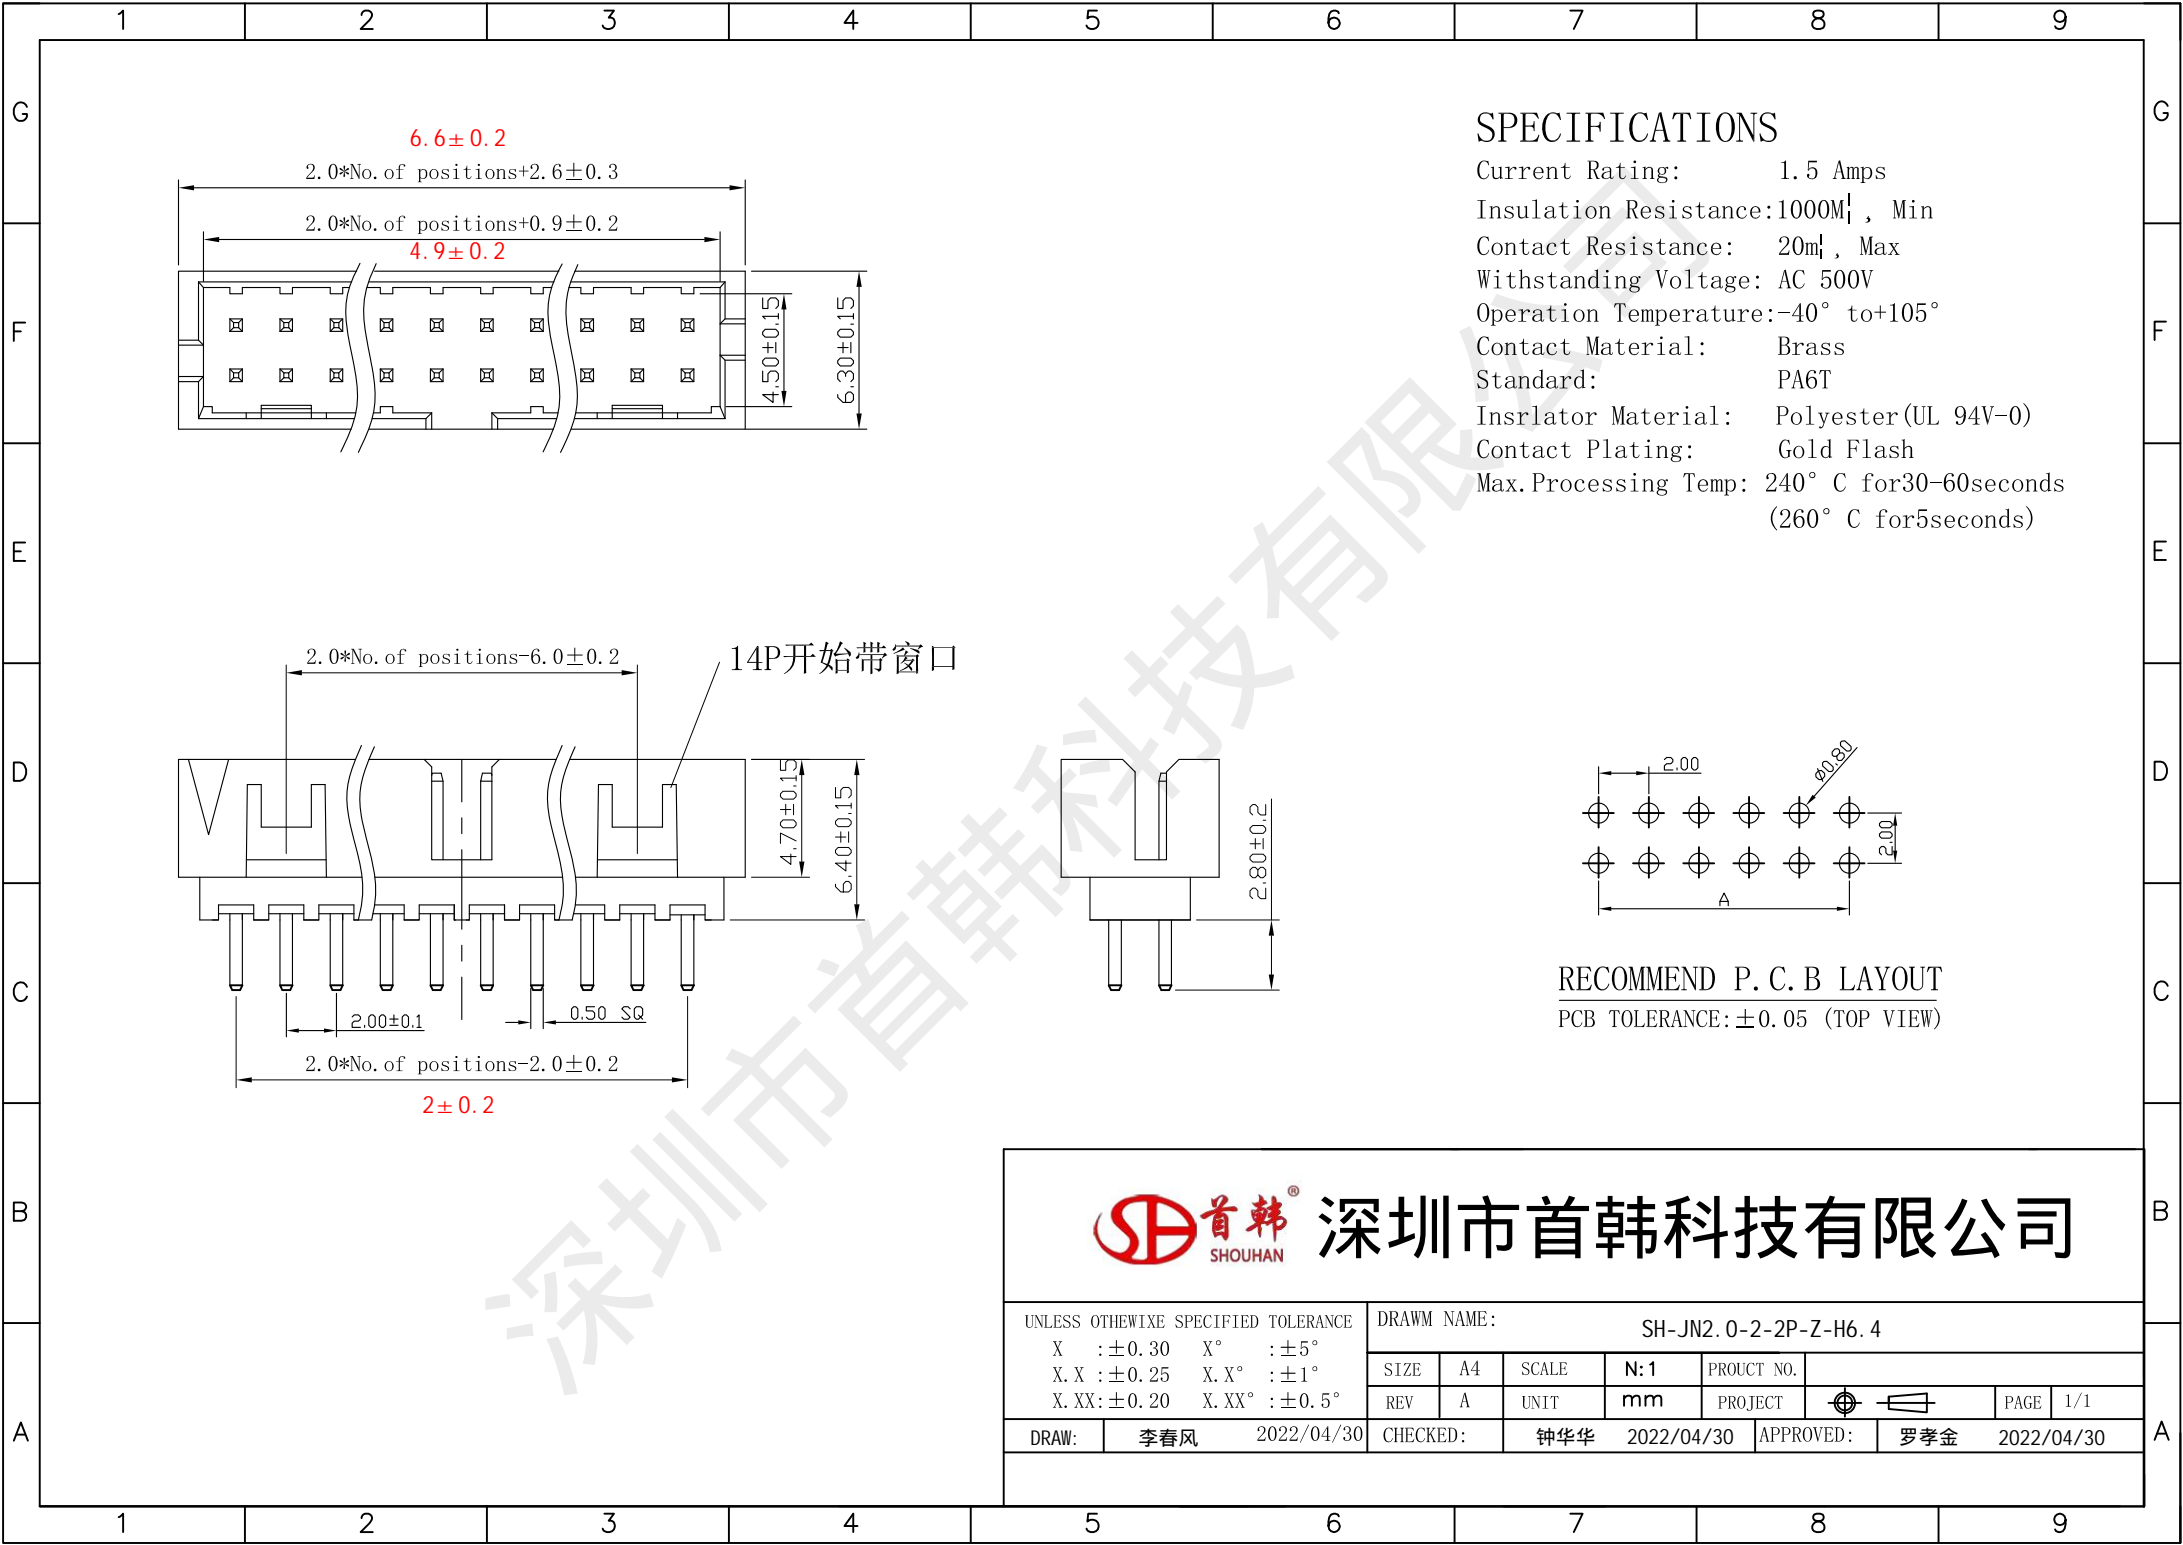 1 2 3 4 5 6 7 8 9
G G
F F
E E
D D
C C
B B
A A
6.6±0.2
2.0*No.of positions+2.6±0.3
2.0*No.of positions+0.9±0.2
4.9±0.2
4.50±0.15
6.30±0.15
SPECIFICATIONS
Current Rating: 1.5 Amps
Insulation Resistance:1000M¦, Min
Contact Resistance: 20m¦, Max
Withstanding Voltage: AC 500V
Operation Temperature:-40° to+105°
Contact Material: Brass
Standard: PA6T
Insrlator Material: Polyester(UL 94V-0)
Contact Plating: Gold Flash
Max.Processing Temp: 240° C for30-60seconds
(260° C for5seconds)
2.0*No.of positions-6.0±0.2
14P开始带窗口
4.70±0.15
6.40±0.15
2.00±0.1
0.50 SQ
2.0*No.of positions-2.0±0.2
2±0.2
2.80±0.2
2.00
ø0.80
2.00
A
RECOMMEND P.C.B LAYOUT
PCB TOLERANCE:±0.05 (TOP VIEW)
深圳市首韩科技有限公司
SH 首韩®
SHOUHAN
深圳市首韩科技有限公司
UNLESS OTHEWIXE SPECIFIED TOLERANCE
X :±0.30 X° :±5°
X.X :±0.25 X.X° :±1°
X.XX:±0.20 X.XX° :±0.5°
DRAWM NAME: SH-JN2.0-2-2P-Z-H6.4
SIZE A4 SCALE N:1 PROUCT NO.
REV A UNIT mm PROJECT PAGE 1/1
DRAW: 李春风 2022/04/30 CHECKED: 钟华华 2022/04/30 APPROVED: 罗孝金 2022/04/30
1 2 3 4 5 6 7 8 9